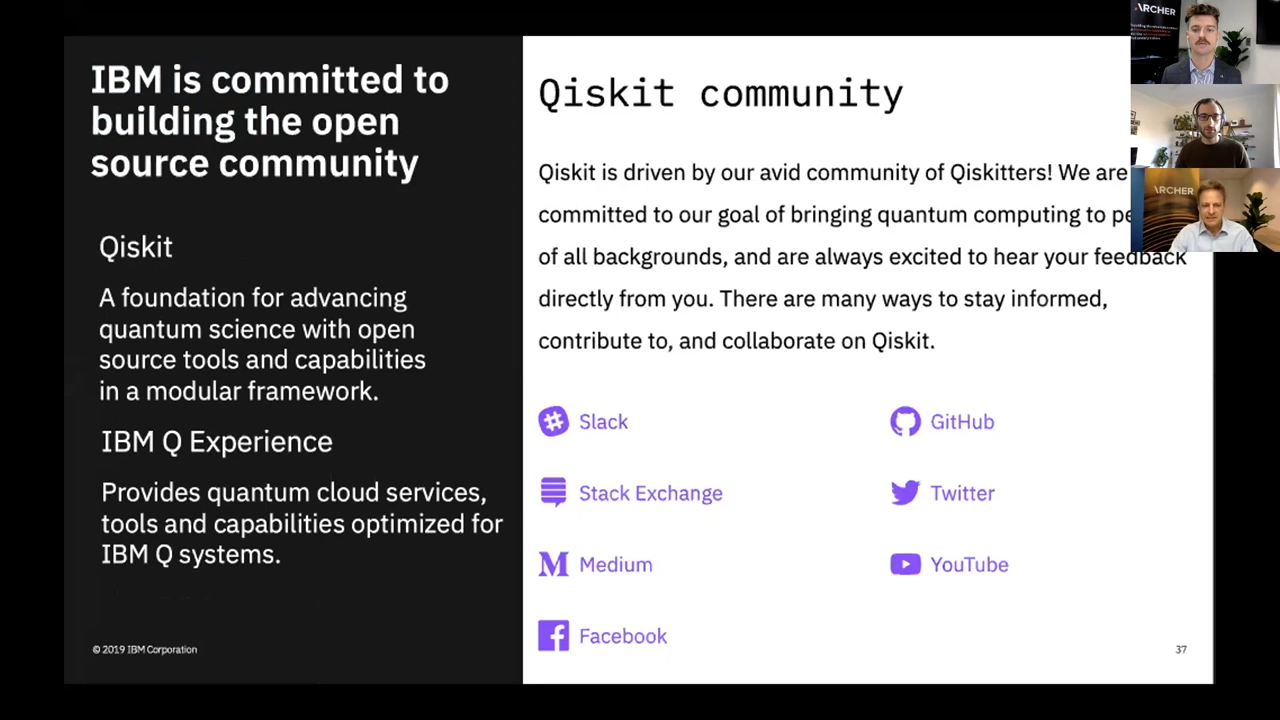 IBM is committed to
building the open
source community
Qiskit
A foundation for advancing
quantum science with open
source tools and capabilities
in a modular framework.
IBM Q Experience
Provides quantum cloud services,
tools and capabilities optimized for
IBM Q systems.
© 2019 IBM Corporation
Qiskit community
Qiskit is driven by our avid community of Qiskitters! We are
committed to our goal of bringing quantum computing to pe
of all backgrounds, and are always excited to hear your feedback
directly from you. There are many ways to stay informed,
contribute to, and collaborate on Qiskit.
Slack
GitHub
Stack Exchange
Twitter
Medium
YouTube
Facebook
37
ARCHER
ARCHER